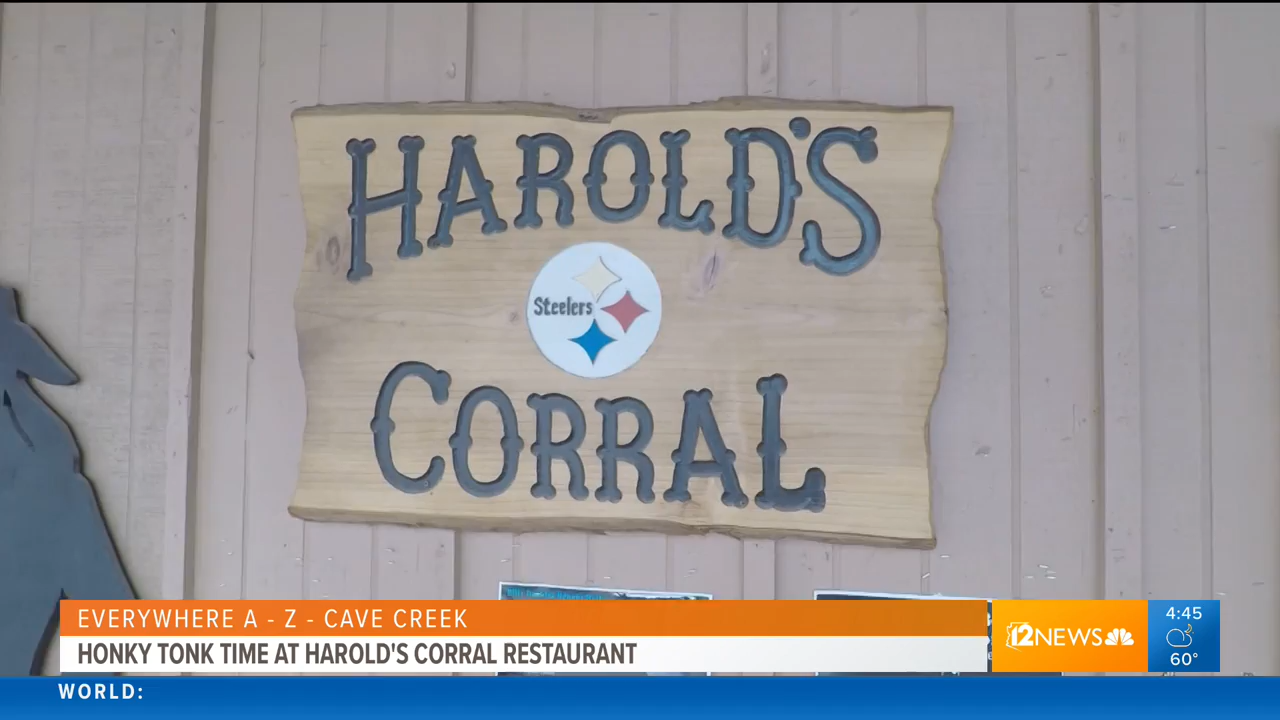 HAROLD'S
Steelers
CORRAL
EVERYWHERE A - Z - CAVE CREEK
HONKY TONK TIME AT HAROLD'S CORRAL RESTAURANT
12NEWS
4:45
60°
WORLD: